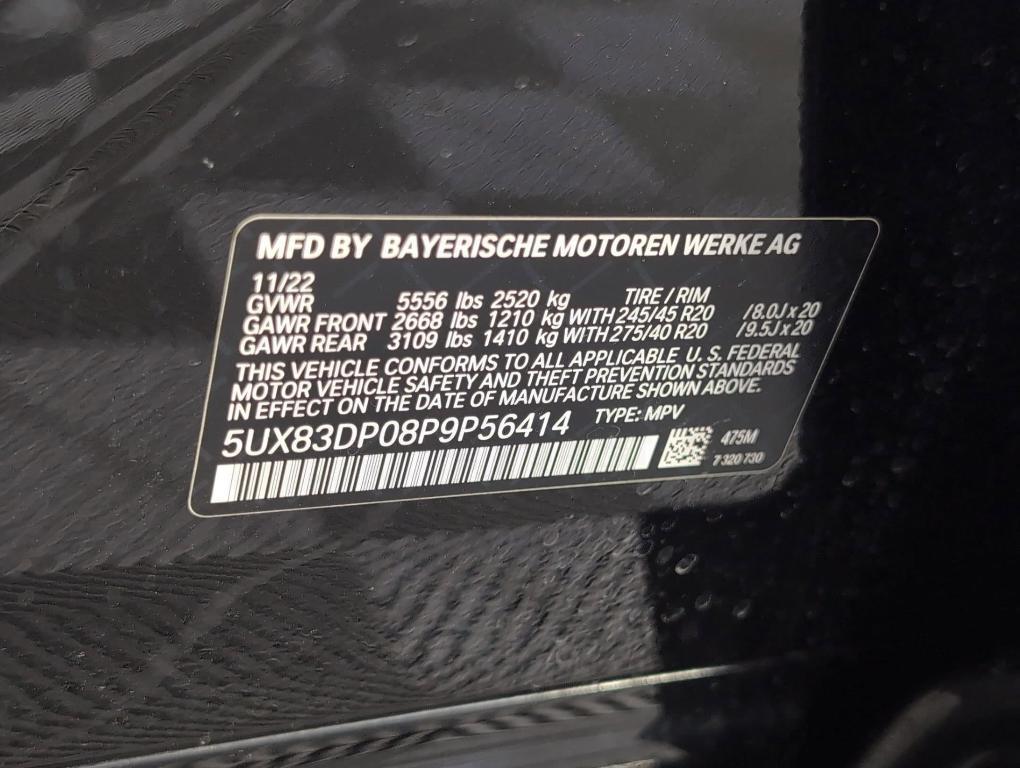 MFD BY BAYERISCHE MOTOREN WERKE AG
11/22
GVWR 5556 lbs 2520 kg TIRE / RIM
GAWR FRONT 2668 lbs 1210 kg WITH 245/45 R20 /8.0J x 20
GAWR REAR 3109 lbs 1410 kg WITH 275/40 R20 /9.5J x 20
THIS VEHICLE CONFORMS TO ALL APPLICABLE U. S. FEDERAL
MOTOR VEHICLE SAFETY AND THEFT PREVENTION STANDARDS
IN EFFECT ON THE DATE OF MANUFACTURE SHOWN ABOVE.
5UX83DP08P9P56414 TYPE: MPV
475M
7 320 730